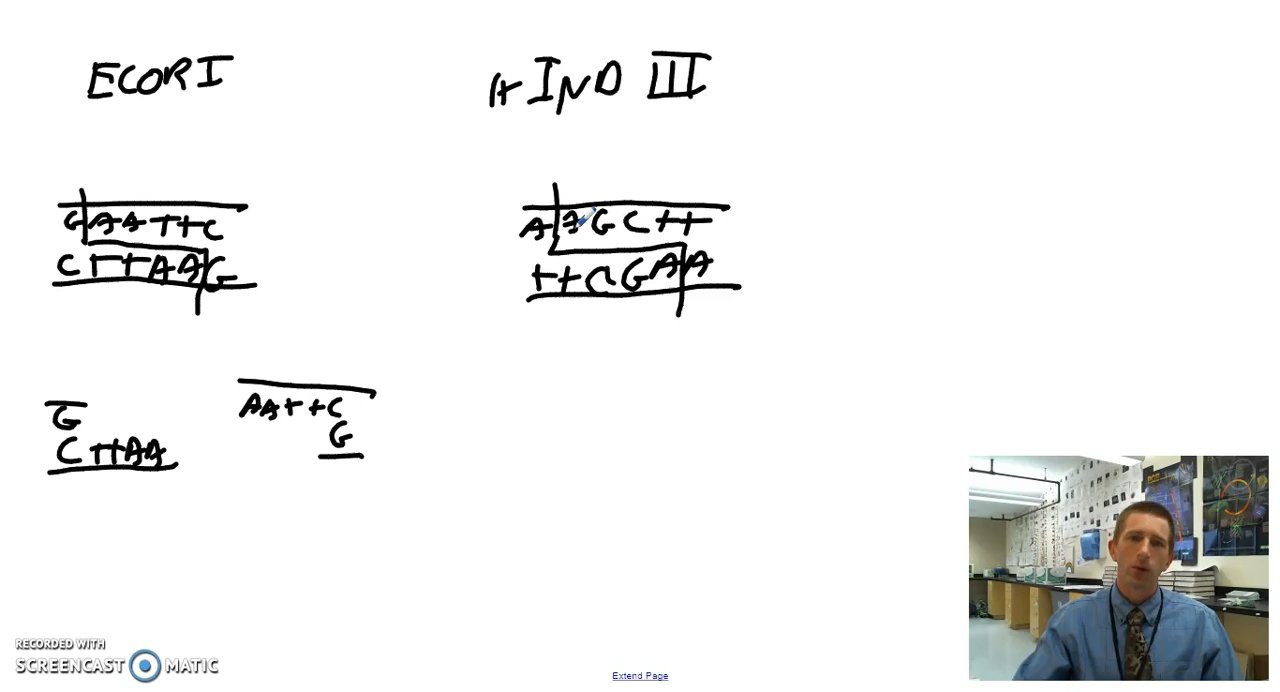 ECORI
HIND III
GAATTC
CTTAAG
AAGCTT
TTCGAA
G
CTTAA
AATTC
G
RECORDED WITH
SCREENCAST MATIC
Extend Page